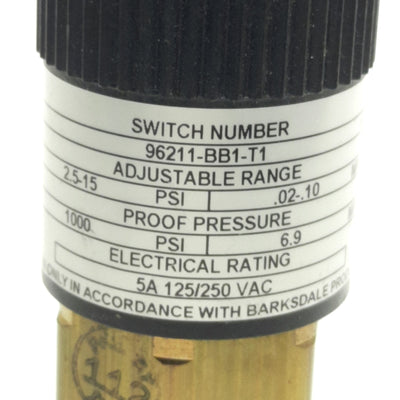 SWITCH NUMBER
96211-BB1-T1
ADJUSTABLE RANGE
2.5-15 PSI .02-.10
PROOF PRESSURE
1000 PSI 6.9
ELECTRICAL RATING
5A 125/250 VAC
ONLY IN ACCORDANCE WITH BARKSDALE
112